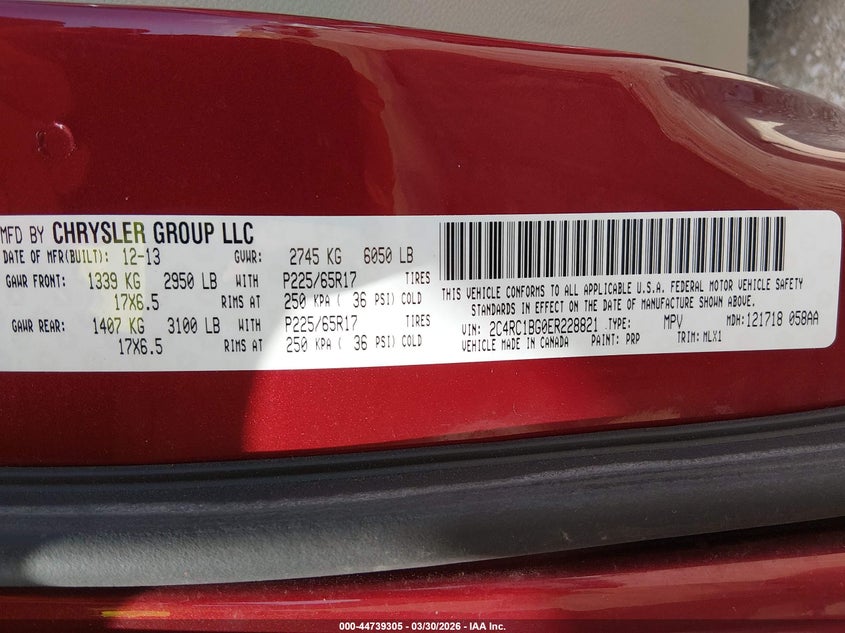 MFD BY CHRYSLER GROUP LLC
DATE OF MFR(BUILT): 12-13 GVWR: 2745 KG 6050 LB
GAWR FRONT: 1339 KG 2950 LB WITH P225/65R17 TIRES
17X6.5 RIMS AT 250 KPA ( 36 PSI) COLD
GAWR REAR: 1407 KG 3100 LB WITH P225/65R17 TIRES
17X6.5 RIMS AT 250 KPA ( 36 PSI) COLD
THIS VEHICLE CONFORMS TO ALL APPLICABLE U.S.A. FEDERAL MOTOR VEHICLE SAFETY
STANDARDS IN EFFECT ON THE DATE OF MANUFACTURE SHOWN ABOVE.
VIN: 2C4RC1BG0ER228821 TYPE: MPV MDH: 121718 058AA
VEHICLE MADE IN CANADA PAINT: PRP TRIM: MLX1
000-44739305 - 03/30/2026 - IAA Inc.